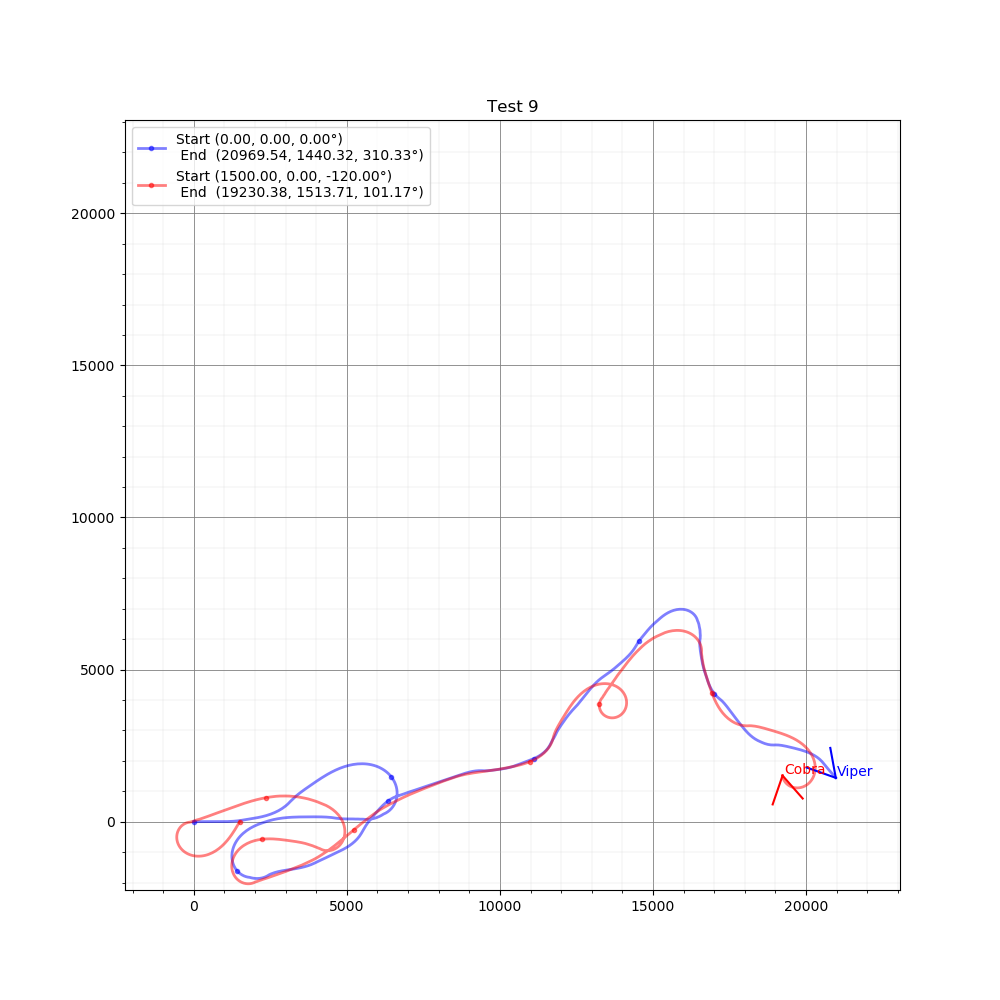 Test 9
Start (0.00, 0.00, 0.00°)
End  (20969.54, 1440.32, 310.33°)
Start (1500.00, 0.00, -120.00°)
End  (19230.38, 1513.71, 101.17°)
20000
15000
10000
5000
0
Cobra
Viper
0
5000
10000
15000
20000